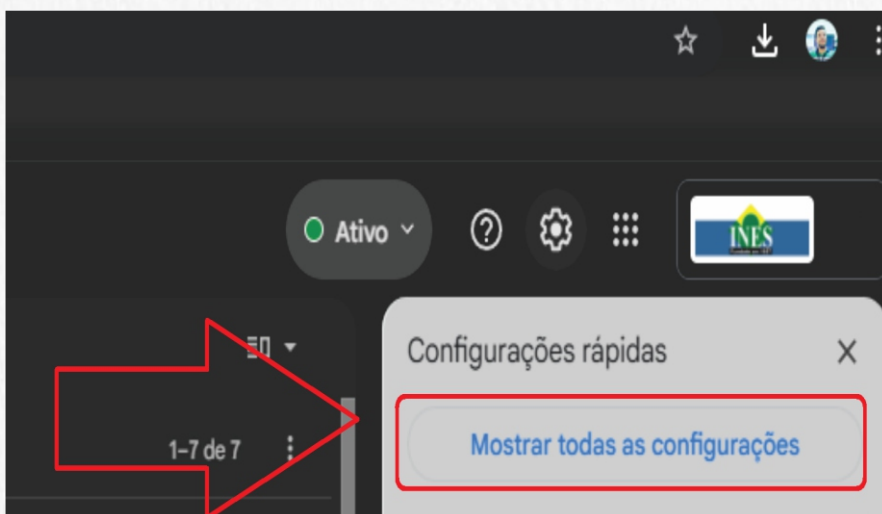 Ativo
INES
Configurações rápidas
1–7 de 7
Mostrar todas as configurações